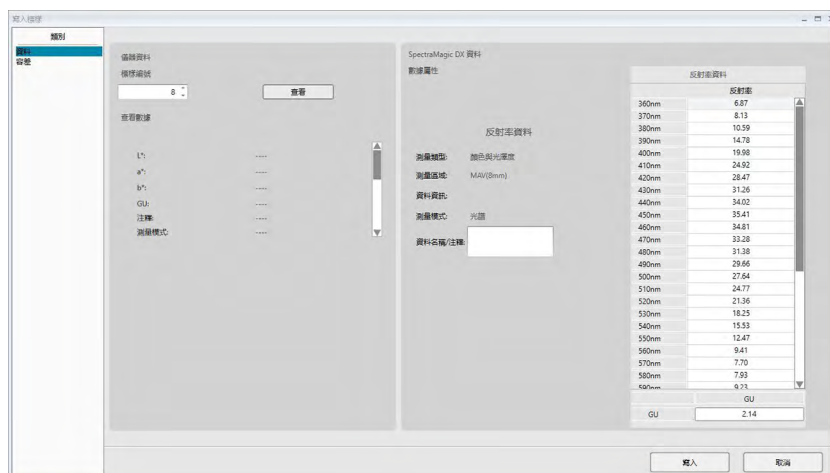 寫入標樣
類別
資料
容差
儀器資料
標樣編號
8
查看
查看數據
L*: ----
a*: ----
b*: ----
GU: ----
注釋: ----
測量模式: ----
SpectraMagic DX 資料
數據屬性
反射率資料
測量類型: 顏色與光澤度
測量區域: MAV(8mm)
資料資訊:
測量模式: 光譜
資料名稱/注釋:
反射率資料
反射率
360nm 6.87
370nm 8.13
380nm 10.59
390nm 14.78
400nm 19.98
410nm 24.92
420nm 28.47
430nm 31.26
440nm 34.02
450nm 35.41
460nm 34.81
470nm 33.28
480nm 31.38
490nm 29.66
500nm 27.64
510nm 24.77
520nm 21.36
530nm 18.25
540nm 15.53
550nm 12.47
560nm 9.41
570nm 7.70
580nm 7.93
590nm 9.23
GU
GU 2.14
寫入
取消